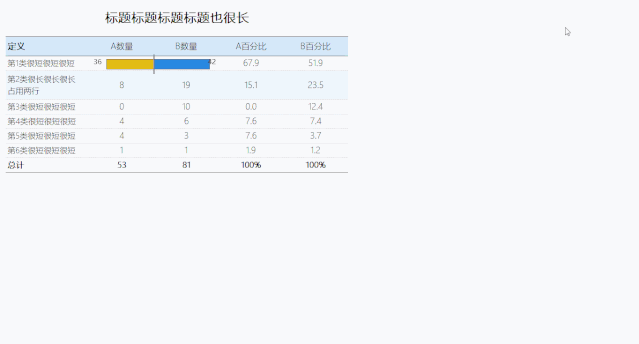 标题标题标题标题也很长
定义 A数量 B数量 A百分比 B百分比
第1类很短很短很短 36 42 67.9 51.9
第2类很长很长很长
占用两行 8 19 15.1 23.5
第3类很短很短很短 0 10 0.0 12.4
第4类很短很短很短 4 6 7.6 7.4
第5类很短很短很短 4 3 7.6 3.7
第6类很短很短很短 1 1 1.9 1.2
总计 53 81 100% 100%